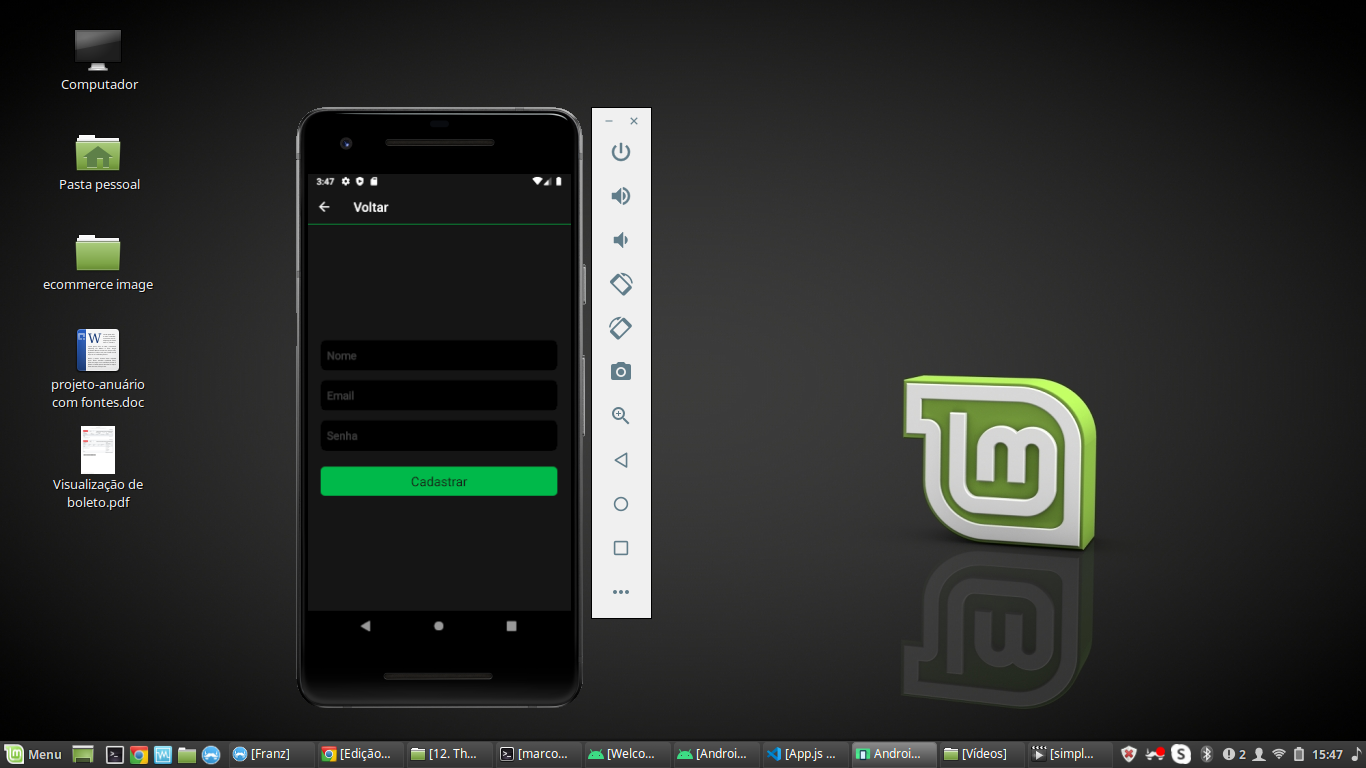 Computador
Pasta pessoal
ecommerce image
projeto-anuário
com fontes.doc
Visualização de
boleto.pdf
3:47
Voltar
Nome
Email
Senha
Cadastrar
Menu
[Franz]
[Edição...
[12. Th...
[marco...
[Welco...
[Androi...
[App.js ...
Androi...
[Vídeos]
[simpl...
2
15:47